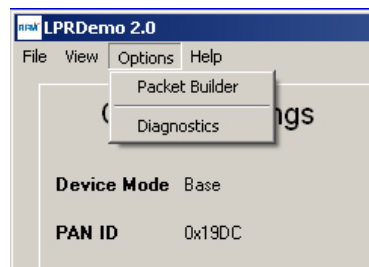 LPRDemo 2.0
File View Options Help
Packet Builder
Diagnostics
Device Mode Base
PAN ID 0x19DC